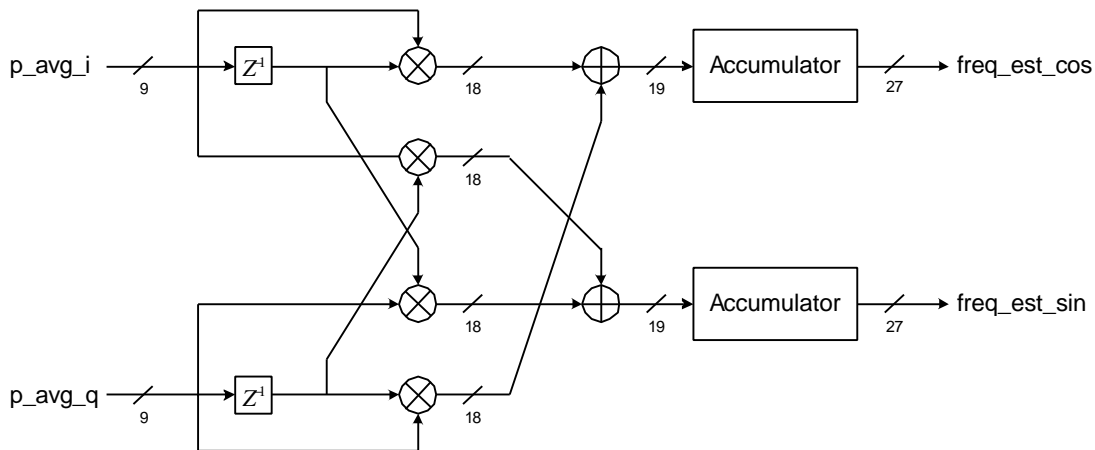 p_avg_i
9
Z⁻¹
18
19
Accumulator
27
freq_est_cos
18
18
19
Accumulator
27
freq_est_sin
p_avg_q
9
Z⁻¹
18